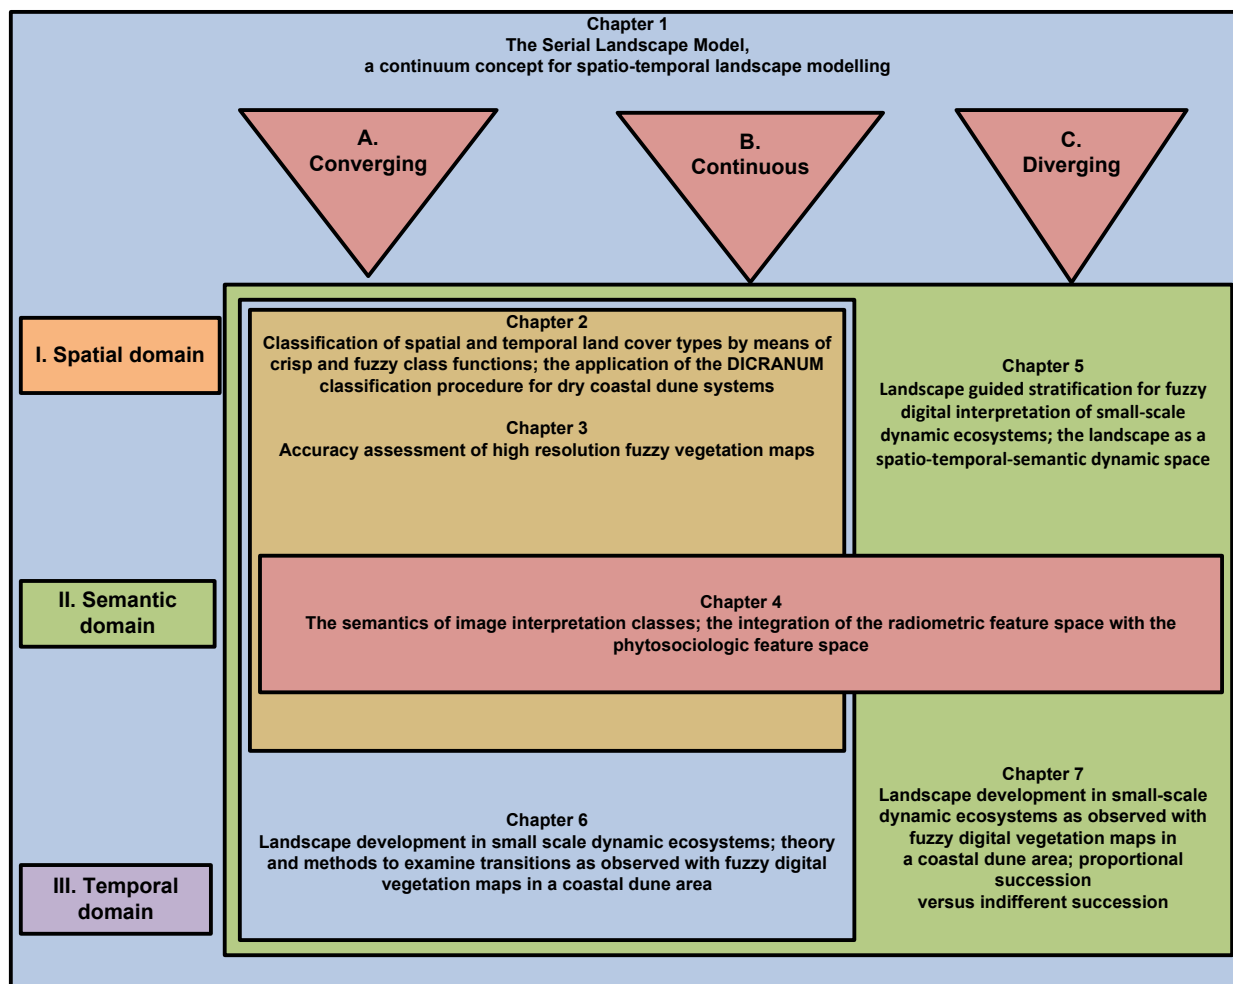 Chapter 1
The Serial Landscape Model,
a continuum concept for spatio-temporal landscape modelling
A.
Converging
B.
Continuous
C.
Diverging
I. Spatial domain
Chapter 2
Classification of spatial and temporal land cover types by means of
crisp and fuzzy class functions; the application of the DICRANUM
classification procedure for dry coastal dune systems
Chapter 3
Accuracy assessment of high resolution fuzzy vegetation maps
Chapter 5
Landscape guided stratification for fuzzy
digital interpretation of small-scale
dynamic ecosystems; the landscape as a
spatio-temporal-semantic dynamic space
II. Semantic
domain
Chapter 4
The semantics of image interpretation classes; the integration of the radiometric feature space with the
phytosociologic feature space
III. Temporal
domain
Chapter 6
Landscape development in small scale dynamic ecosystems; theory
and methods to examine transitions as observed with fuzzy digital
vegetation maps in a coastal dune area
Chapter 7
Landscape development in small-scale
dynamic ecosystems as observed with
fuzzy digital vegetation maps in
a coastal dune area; proportional
succession
versus indifferent succession